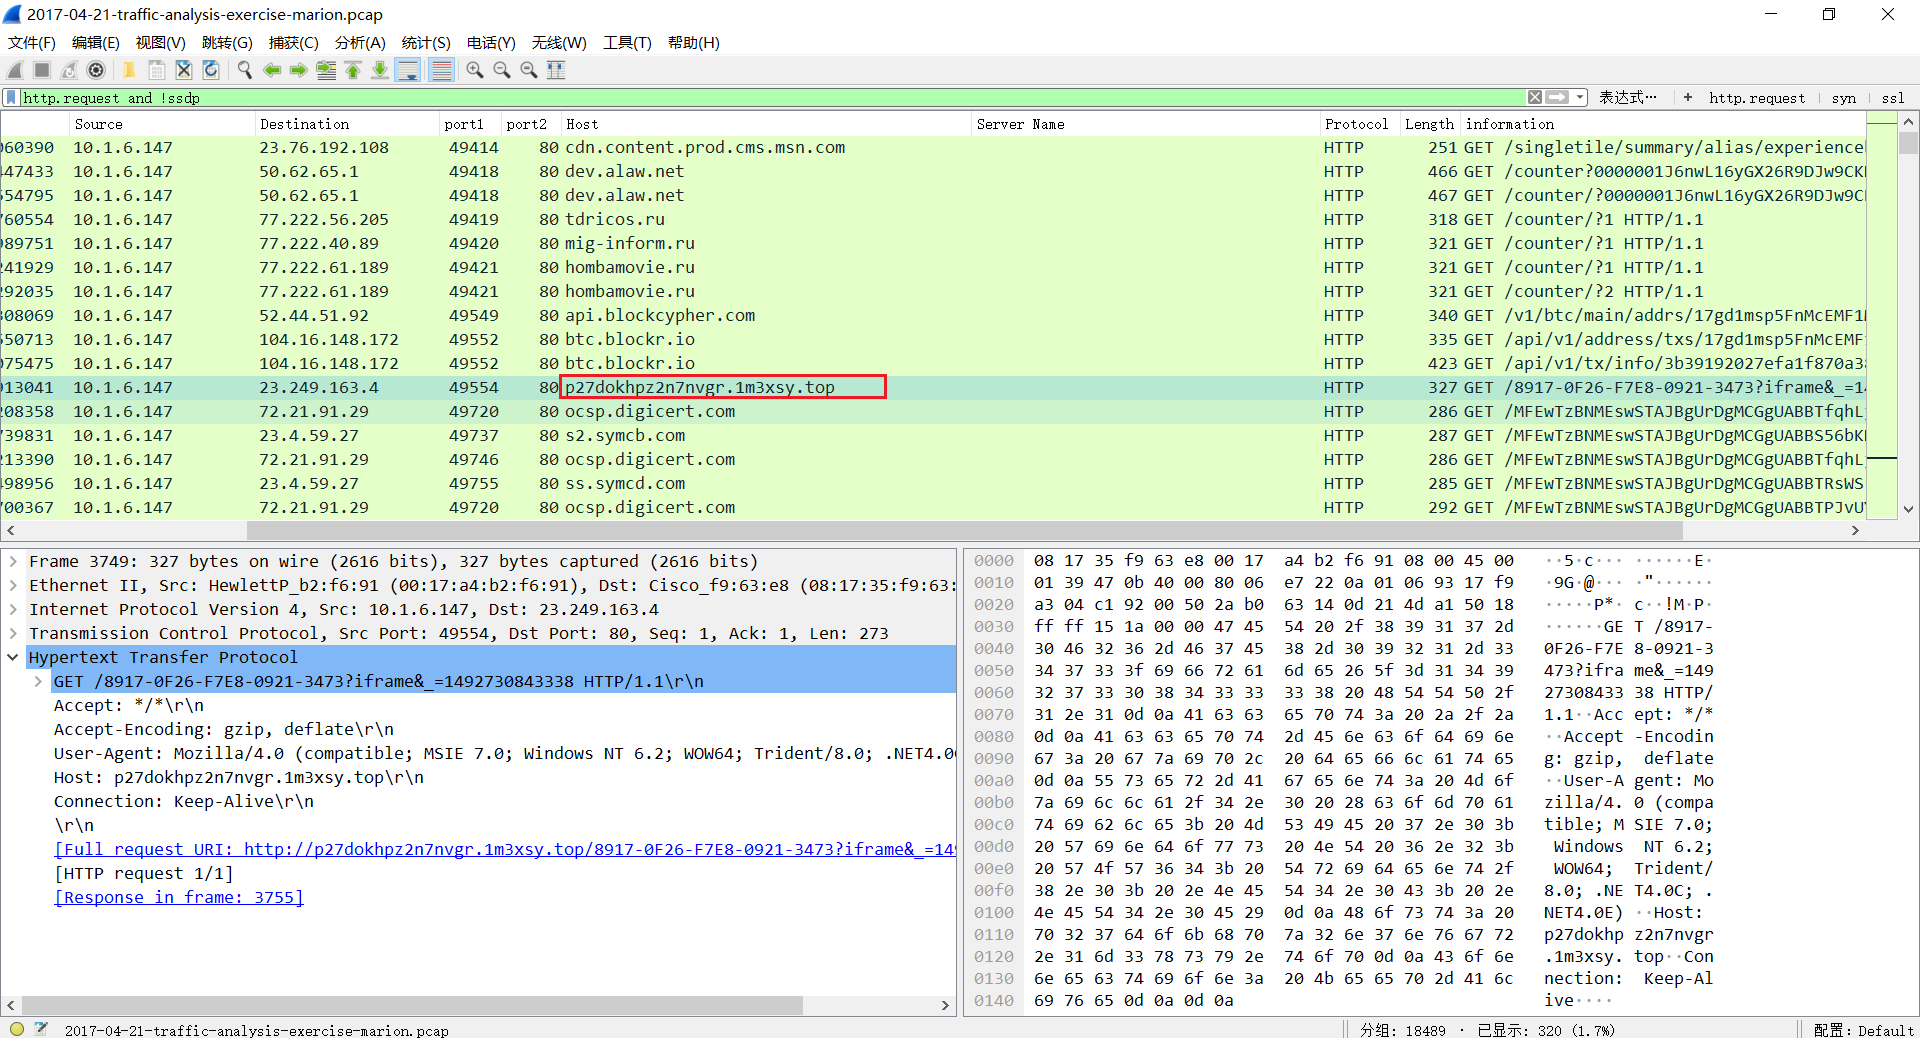 2017-04-21-traffic-analysis-exercise-marion.pcap
文件(F) 编辑(E) 视图(V) 跳转(G) 捕获(C) 分析(A) 统计(S) 电话(Y) 无线(W) 工具(T) 帮助(H)
http.request and !ssdp 表达式… + http.request syn ssl
Source Destination port1 port2 Host Server Name Protocol Length information
060390 10.1.6.147 23.76.192.108 49414 80 cdn.content.prod.cms.msn.com HTTP 251 GET /singletile/summary/alias/experience
447433 10.1.6.147 50.62.65.1 49418 80 dev.alaw.net HTTP 466 GET /counter?0000001J6nwL16yGX26R9DJw9CK
554795 10.1.6.147 50.62.65.1 49418 80 dev.alaw.net HTTP 467 GET /counter/?0000001J6nwL16yGX26R9DJw9C
760554 10.1.6.147 77.222.56.205 49419 80 tdricos.ru HTTP 318 GET /counter/?1 HTTP/1.1
989751 10.1.6.147 77.222.40.89 49420 80 mig-inform.ru HTTP 321 GET /counter/?1 HTTP/1.1
241929 10.1.6.147 77.222.61.189 49421 80 hombamovie.ru HTTP 321 GET /counter/?1 HTTP/1.1
292035 10.1.6.147 77.222.61.189 49421 80 hombamovie.ru HTTP 321 GET /counter/?2 HTTP/1.1
308069 10.1.6.147 52.44.51.92 49549 80 api.blockcypher.com HTTP 340 GET /v1/btc/main/addrs/17gd1msp5FnMcEMF1
550713 10.1.6.147 104.16.148.172 49552 80 btc.blockr.io HTTP 335 GET /api/v1/address/txs/17gd1msp5FnMcEMF
075475 10.1.6.147 104.16.148.172 49552 80 btc.blockr.io HTTP 423 GET /api/v1/tx/info/3b39192027efa1f870a3
913041 10.1.6.147 23.249.163.4 49554 80 p27dokhpz2n7nvgr.1m3xsy.top HTTP 327 GET /8917-0F26-F7E8-0921-3473?iframe&_=14
208358 10.1.6.147 72.21.91.29 49720 80 ocsp.digicert.com HTTP 286 GET /MFEwTzBNMEswSTAJBgUrDgMCGgUABBTfqhL
739831 10.1.6.147 23.4.59.27 49737 80 s2.symcb.com HTTP 287 GET /MFEwTzBNMEswSTAJBgUrDgMCGgUABBS56bK
213390 10.1.6.147 72.21.91.29 49746 80 ocsp.digicert.com HTTP 286 GET /MFEwTzBNMEswSTAJBgUrDgMCGgUABBTfqhL
498956 10.1.6.147 23.4.59.27 49755 80 ss.symcd.com HTTP 285 GET /MFEwTzBNMEswSTAJBgUrDgMCGgUABBTRsWS
700367 10.1.6.147 72.21.91.29 49720 80 ocsp.digicert.com HTTP 292 GET /MFEwTzBNMEswSTAJBgUrDgMCGgUABBTPJvU
Frame 3749: 327 bytes on wire (2616 bits), 327 bytes captured (2616 bits)
Ethernet II, Src: HewlettP_b2:f6:91 (00:17:a4:b2:f6:91), Dst: Cisco_f9:63:e8 (08:17:35:f9:63:
Internet Protocol Version 4, Src: 10.1.6.147, Dst: 23.249.163.4
Transmission Control Protocol, Src Port: 49554, Dst Port: 80, Seq: 1, Ack: 1, Len: 273
Hypertext Transfer Protocol
GET /8917-0F26-F7E8-0921-3473?iframe&_=1492730843338 HTTP/1.1\r\n
Accept: */*\r\n
Accept-Encoding: gzip, deflate\r\n
User-Agent: Mozilla/4.0 (compatible; MSIE 7.0; Windows NT 6.2; WOW64; Trident/8.0; .NET4.0
Host: p27dokhpz2n7nvgr.1m3xsy.top\r\n
Connection: Keep-Alive\r\n
\r\n
[Full request URI: http://p27dokhpz2n7nvgr.1m3xsy.top/8917-0F26-F7E8-0921-3473?iframe&_=149
[HTTP request 1/1]
[Response in frame: 3755]
0000 08 17 35 f9 63 e8 00 17 a4 b2 f6 91 08 00 45 00 ··5·c··· ······E·
0010 01 39 47 0b 40 00 80 06 e7 22 0a 01 06 93 17 f9 ·9G·@··· ·"······
0020 a3 04 c1 92 00 50 2a b0 63 14 0d 21 4d a1 50 18 ·····P*· c··!M·P·
0030 ff ff 15 1a 00 00 47 45 54 20 2f 38 39 31 37 2d ······GE T /8917-
0040 30 46 32 36 2d 46 37 45 38 2d 30 39 32 31 2d 33 0F26-F7E 8-0921-3
0050 34 37 33 3f 69 66 72 61 6d 65 26 5f 3d 31 34 39 473?ifra me&_=149
0060 32 37 33 30 38 34 33 33 33 38 20 48 54 54 50 2f 27308433 38 HTTP/
0070 31 2e 31 0d 0a 41 63 63 65 70 74 3a 20 2a 2f 2a 1.1··Acc ept: */*
0080 0d 0a 41 63 63 65 70 74 2d 45 6e 63 6f 64 69 6e ··Accept -Encodin
0090 67 3a 20 67 7a 69 70 2c 20 64 65 66 6c 61 74 65 g: gzip, deflate
00a0 0d 0a 55 73 65 72 2d 41 67 65 6e 74 3a 20 4d 6f ··User-A gent: Mo
00b0 7a 69 6c 6c 61 2f 34 2e 30 20 28 63 6f 6d 70 61 zilla/4. 0 (compa
00c0 74 69 62 6c 65 3b 20 4d 53 49 45 20 37 2e 30 3b tible; M SIE 7.0;
00d0 20 57 69 6e 64 6f 77 73 20 4e 54 20 36 2e 32 3b Windows NT 6.2;
00e0 20 57 4f 57 36 34 3b 20 54 72 69 64 65 6e 74 2f WOW64; Trident/
00f0 38 2e 30 3b 20 2e 4e 45 54 34 2e 30 43 3b 20 2e 8.0; .NE T4.0C; .
0100 4e 45 54 34 2e 30 45 29 0d 0a 48 6f 73 74 3a 20 NET4.0E) ··Host:
0110 70 32 37 64 6f 6b 68 70 7a 32 6e 37 6e 76 67 72 p27dokhp z2n7nvgr
0120 2e 31 6d 33 78 73 79 2e 74 6f 70 0d 0a 43 6f 6e .1m3xsy. top··Con
0130 6e 65 63 74 69 6f 6e 3a 20 4b 65 65 70 2d 41 6c nection: Keep-Al
0140 69 76 65 0d 0a 0d 0a ive····
2017-04-21-traffic-analysis-exercise-marion.pcap 分组: 18489 · 已显示: 320 (1.7%) 配置: Default